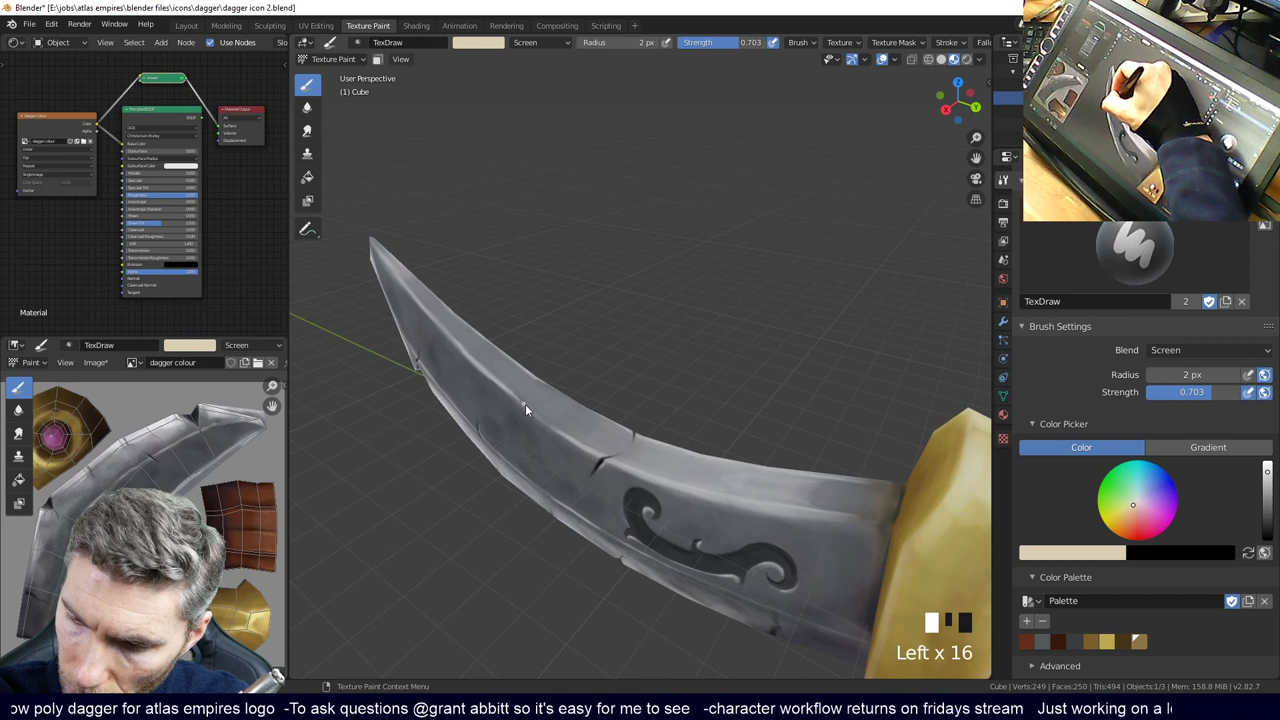 Blender* [E:\jobs\atlas empires\blender files\icons\dagger\dagger icon 2.blend]
File Edit Render Window Help Layout Modeling Sculpting UV Editing Texture Paint Shading Animation Rendering Compositing Scripting +
Object View Select Add Node Use Nodes Slo
TexDraw Screen Radius 2 px Strength 0.703 Brush Texture Texture Mask Stroke Fallo
Texture Paint View
User Perspective
(1) Cube
X
Y
Z
Material
TexDraw Screen
Paint View Image* dagger colour
TexDraw 2
Brush Settings
Blend Screen
Radius 2 px
Strength 0.703
Color Picker
Color Gradient
Color Palette
Palette
Advanced
Left x 16
Texture Paint Context Menu
Cube | Verts:249 | Faces:250 | Tris:494 | Objects:1/3 | Mem: 158.8 MiB | v2.82.7
ow poly dagger for atlas empires logo -To ask questions @grant abbitt so it's easy for me to see -character workflow returns on fridays stream Just working on a l